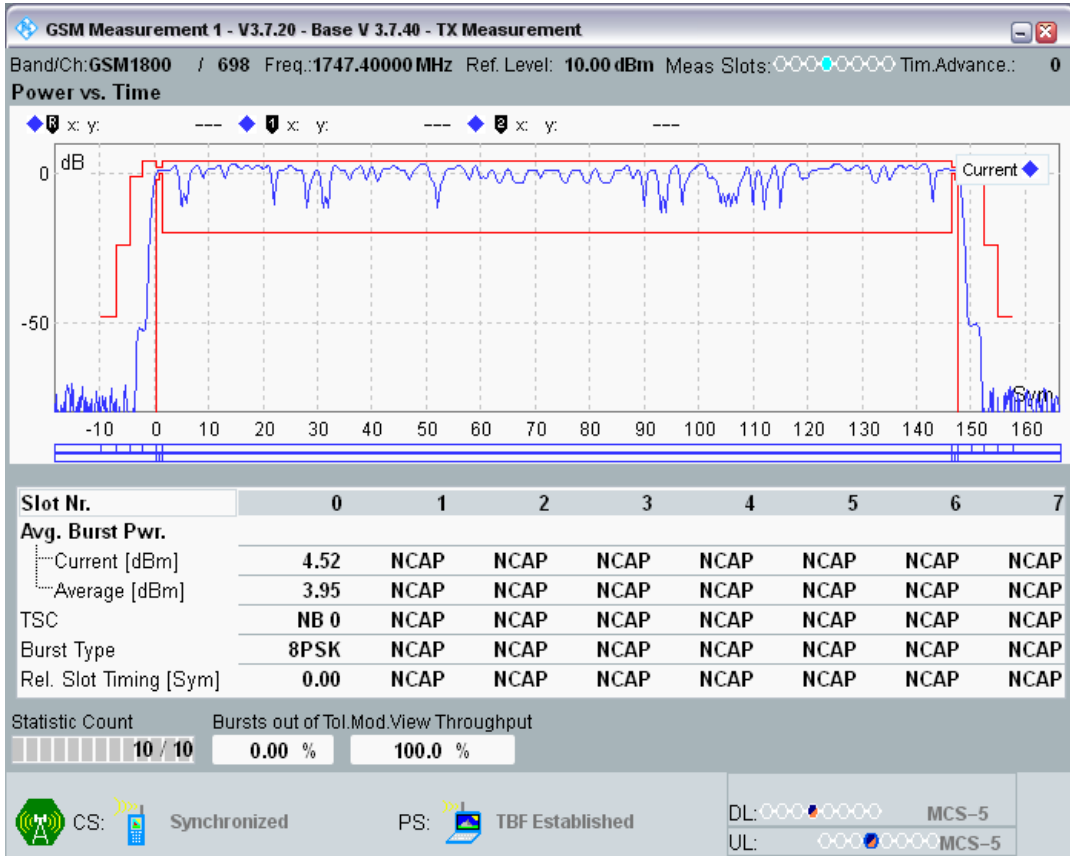 GSM Measurement 1 - V3.7.20 - Base V 3.7.40 - TX Measurement
Band/Ch:GSM1800 / 698 Freq.:1747.40000 MHz Ref. Level: 10.00 dBm Meas Slots: Tim.Advance.: 0
Power vs. Time
R x: y: --- 1 x: y: --- 2 x: y: ---
dB
Current
0
-50
Sym
-10 0 10 20 30 40 50 60 70 80 90 100 110 120 130 140 150 160
Slot Nr. 0 1 2 3 4 5 6 7
Avg. Burst Pwr.
Current [dBm] 4.52 NCAP NCAP NCAP NCAP NCAP NCAP NCAP
Average [dBm] 3.95 NCAP NCAP NCAP NCAP NCAP NCAP NCAP
TSC NB 0 NCAP NCAP NCAP NCAP NCAP NCAP NCAP
Burst Type 8PSK NCAP NCAP NCAP NCAP NCAP NCAP NCAP
Rel. Slot Timing [Sym] 0.00 NCAP NCAP NCAP NCAP NCAP NCAP NCAP
Statistic Count Bursts out of Tol.Mod.View Throughput
10 / 10 0.00 % 100.0 %
CS: Synchronized PS: TBF Established
DL: MCS-5
UL: MCS-5